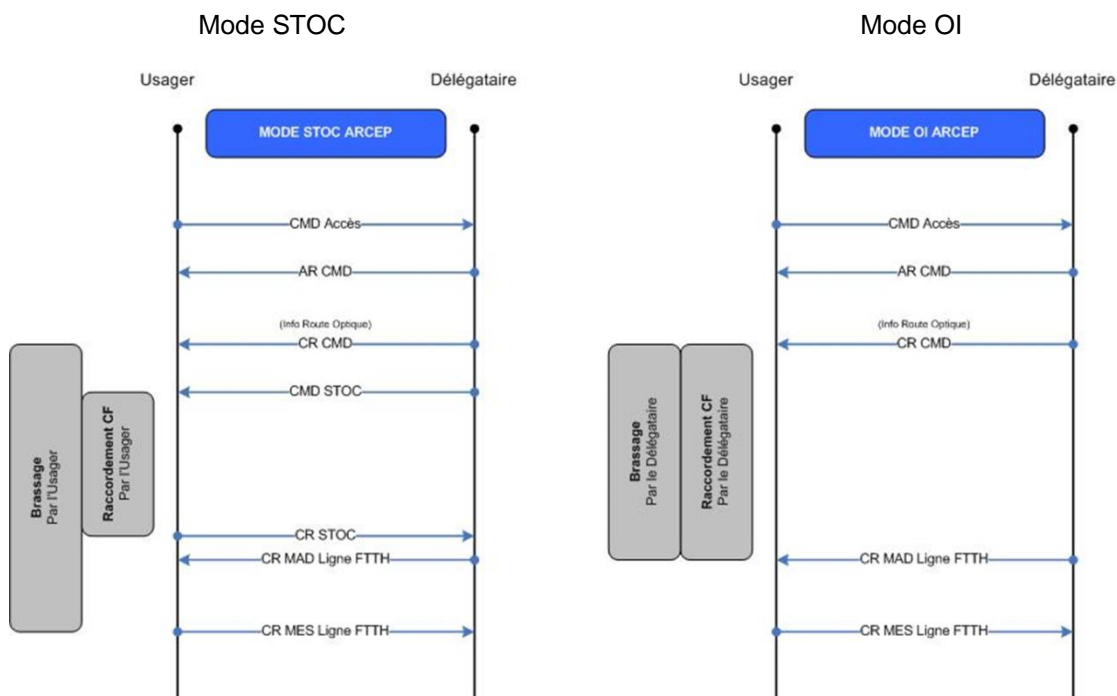 Mode STOC
Usager
Délégataire
MODE STOC ARCEP
CMD Accès
AR CMD
(Info Route Optique)
CR CMD
CMD STOC
Brassage
Par l'Usager
Raccordement CF
Par l'Usager
CR STOC
CR MAD Ligne FTTH
CR MES Ligne FTTH
Mode OI
Usager
Délégataire
MODE OI ARCEP
CMD Accès
AR CMD
(Info Route Optique)
CR CMD
Brassage
Par le Délégataire
Raccordement CF
Par le Délégataire
CR MAD Ligne FTTH
CR MES Ligne FTTH